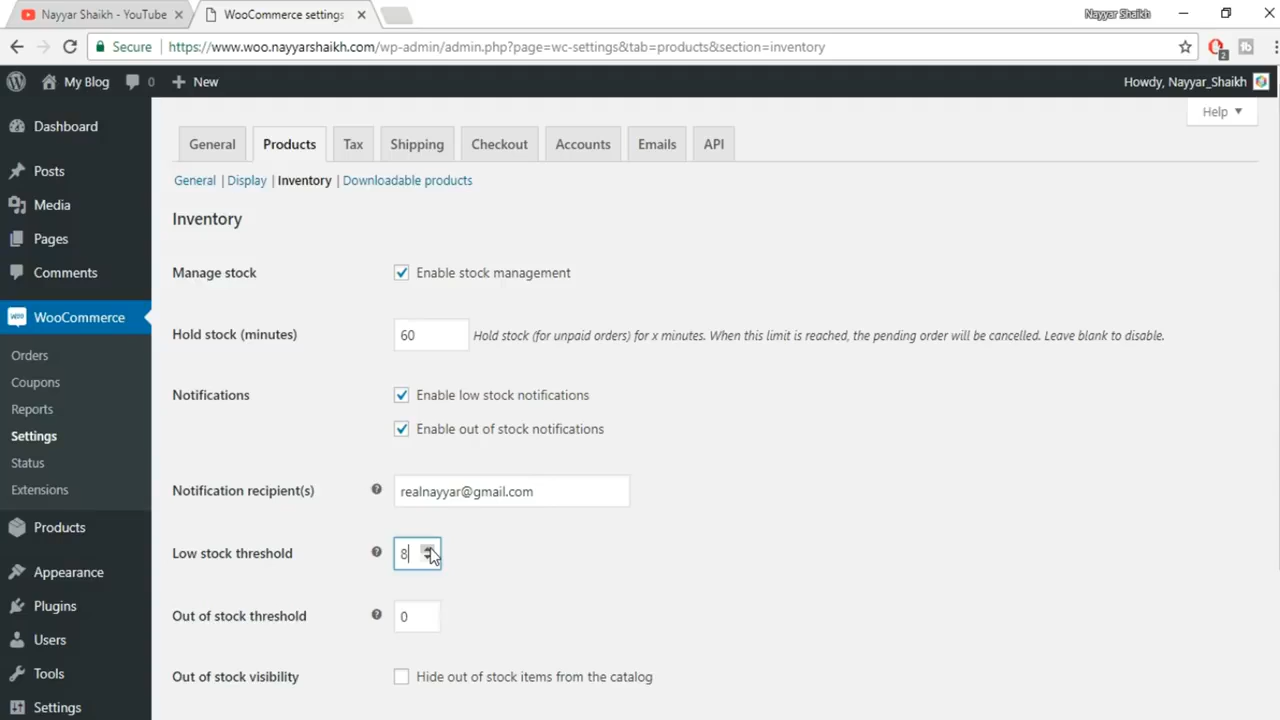 Nayyar Shaikh - YouTube
WooCommerce settings
Nayyar Shaikh
Secure
https://www.woo.nayyarshaikh.com/wp-admin/admin.php?page=wc-settings&tab=products&section=inventory
2
My Blog
0
New
Howdy, Nayyar_Shaikh
Help
Dashboard
Posts
Media
Pages
Comments
WooCommerce
Orders
Coupons
Reports
Settings
Status
Extensions
Products
Appearance
Plugins
Users
Tools
Settings
General
Products
Tax
Shipping
Checkout
Accounts
Emails
API
General | Display | Inventory | Downloadable products
Inventory
Manage stock
Enable stock management
Hold stock (minutes)
60
Hold stock (for unpaid orders) for x minutes. When this limit is reached, the pending order will be cancelled. Leave blank to disable.
Notifications
Enable low stock notifications
Enable out of stock notifications
Notification recipient(s)
realnayyar@gmail.com
Low stock threshold
8
Out of stock threshold
0
Out of stock visibility
Hide out of stock items from the catalog